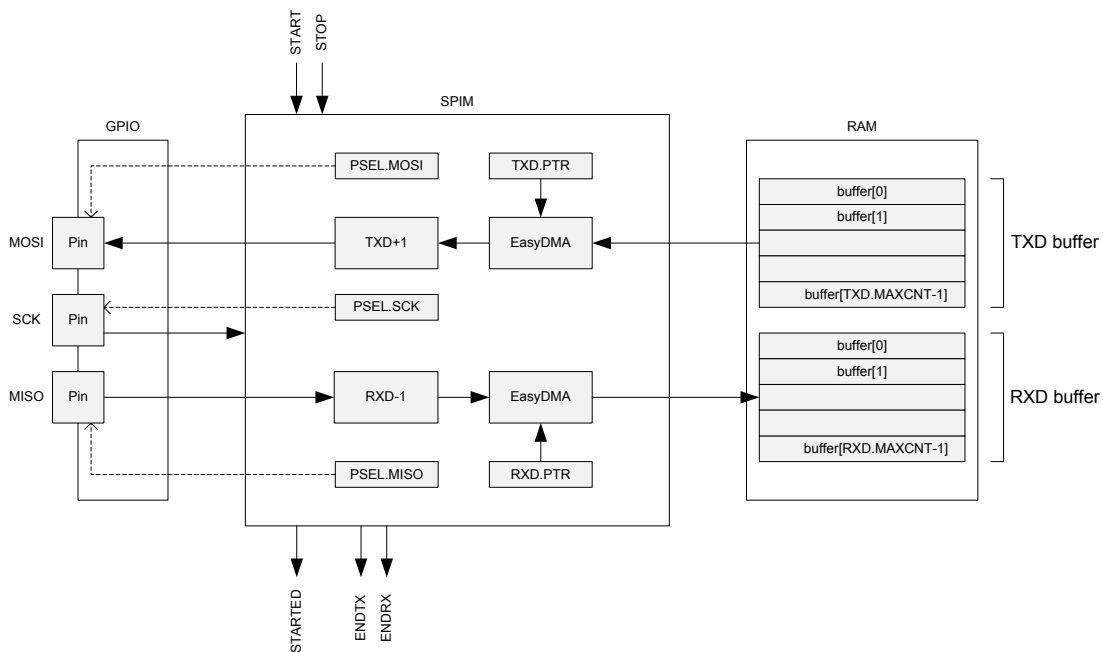 START
STOP
SPIM
GPIO
RAM
PSEL.MOSI
TXD.PTR
buffer[0]
buffer[1]
MOSI
Pin
TXD+1
EasyDMA
TXD buffer
buffer[TXD.MAXCNT-1]
PSEL.SCK
SCK
Pin
buffer[0]
buffer[1]
MISO
Pin
RXD-1
EasyDMA
RXD buffer
buffer[RXD.MAXCNT-1]
PSEL.MISO
RXD.PTR
STARTED
ENDTX
ENDRX